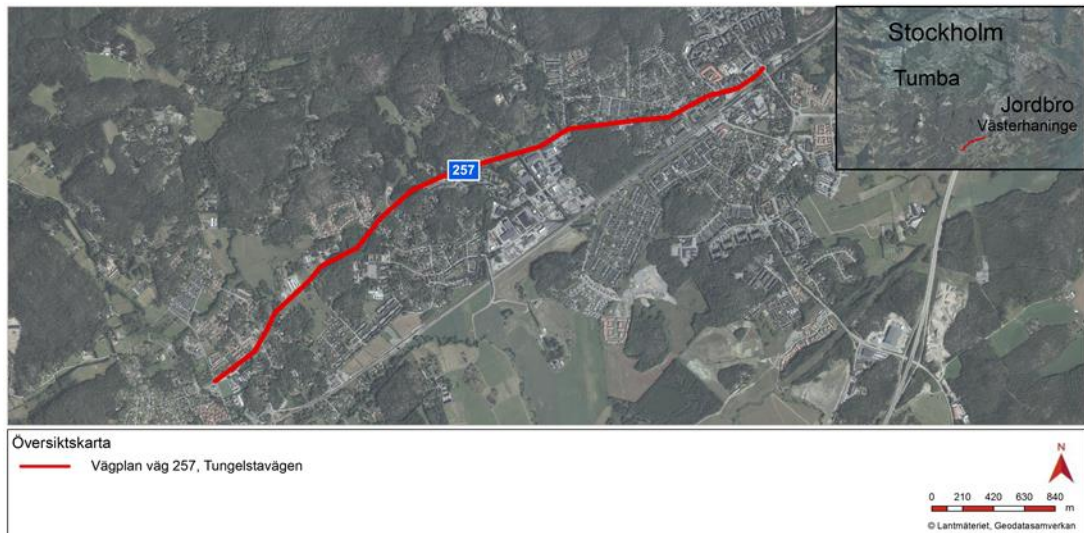 Stockholm
Tumba
Jordbro
Västerhaninge
257
Översiktskarta
Vägplan väg 257, Tungelstavägen
N
0 210 420 630 840
m
© Lantmäteriet, Geodatasamverkan